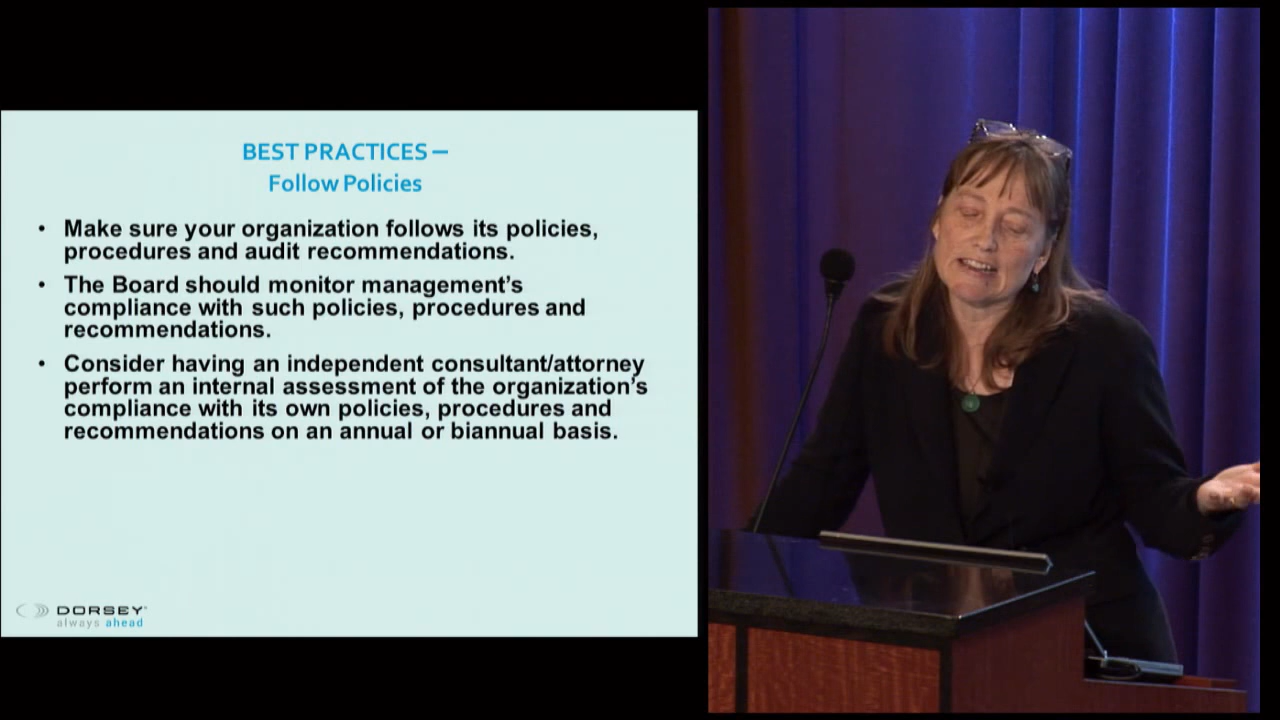 BEST PRACTICES —
Follow Policies
• Make sure your organization follows its policies,
procedures and audit recommendations.
• The Board should monitor management's
compliance with such policies, procedures and
recommendations.
• Consider having an independent consultant/attorney
perform an internal assessment of the organization's
compliance with its own policies, procedures and
recommendations on an annual or biannual basis.
DORSEY
always ahead